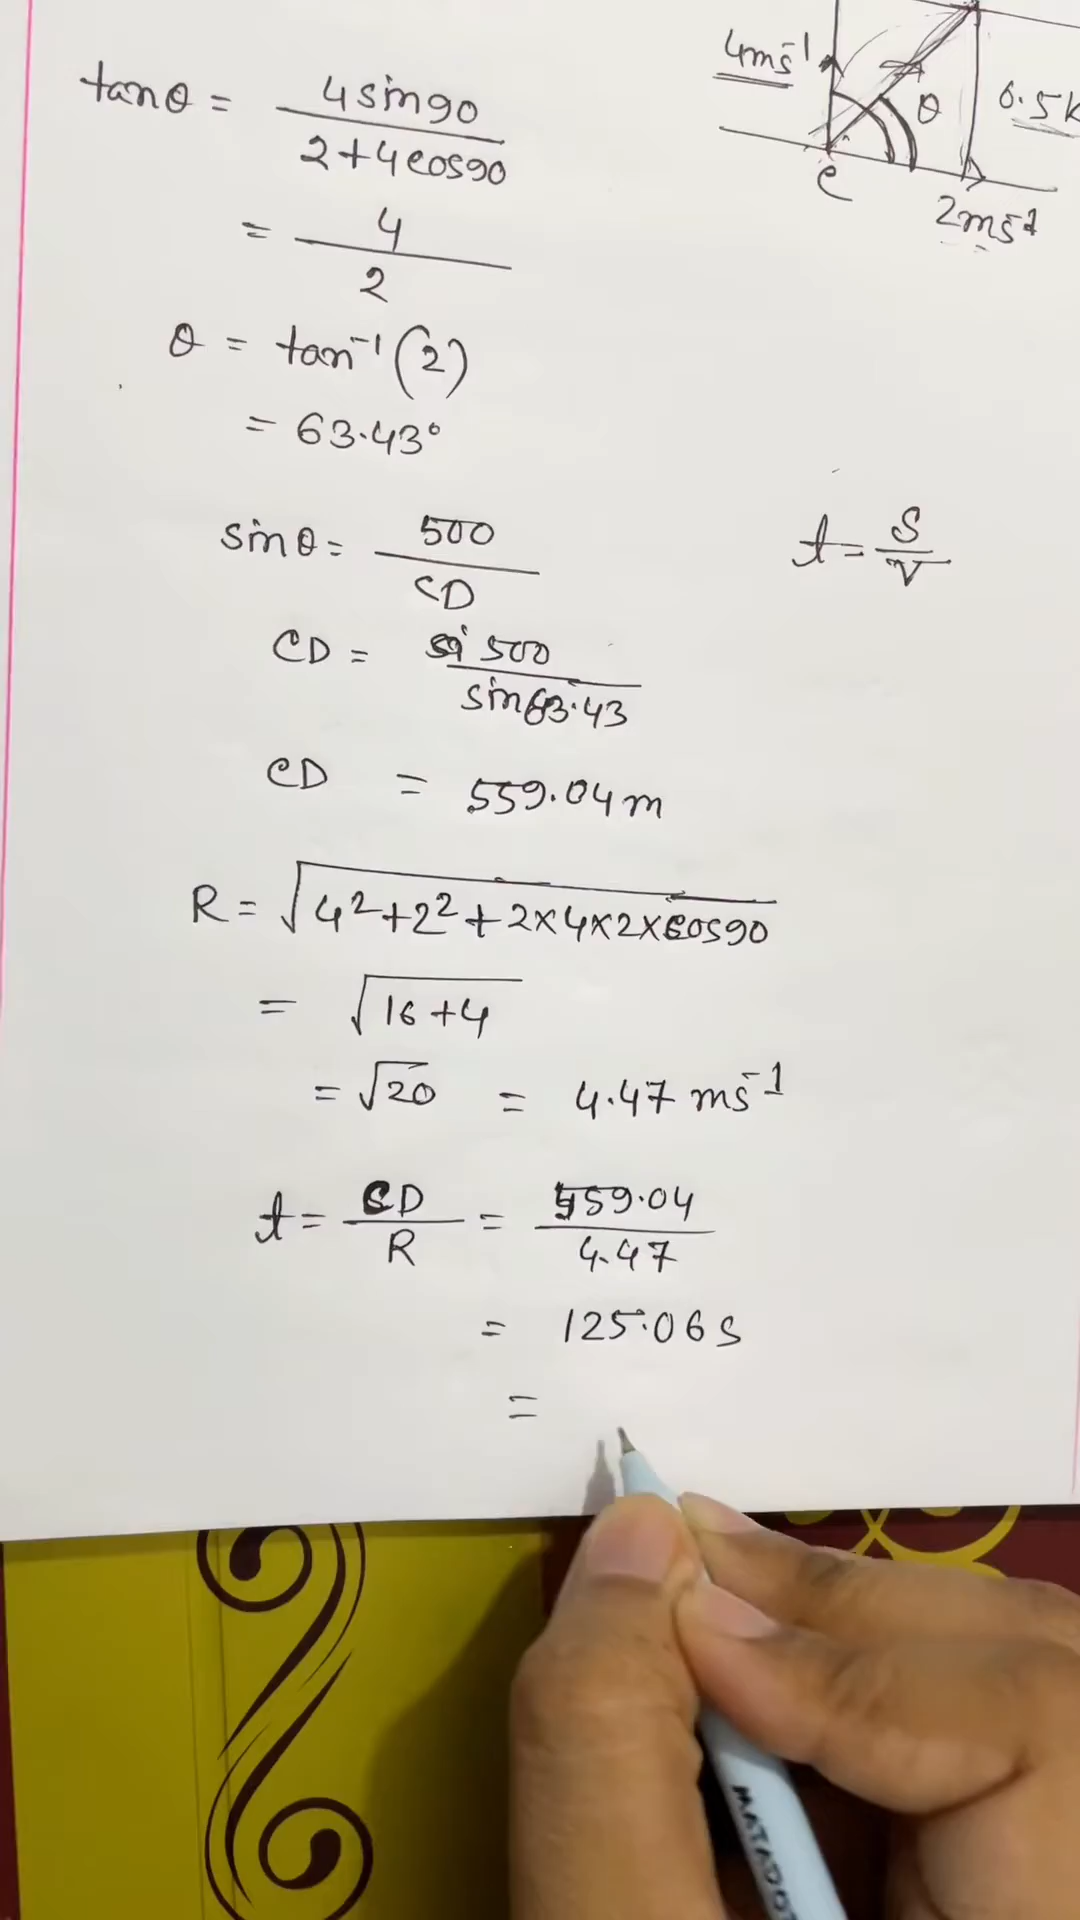 tanθ = 4sin90 / 2+4cos90
= 4 / 2
θ = tan⁻¹(2)
= 63.43°
sinθ = 500 / CD
CD = 500 / sin63.43
CD = 559.04m
R = √4²+2²+2×4×2×cos90
= √16+4
= √20 = 4.47 ms⁻¹
t = CD / R = 559.04 / 4.47
= 125.06 s
=
4ms⁻¹
θ
0.5k
C
2ms⁻¹
t = S / V
MATADO